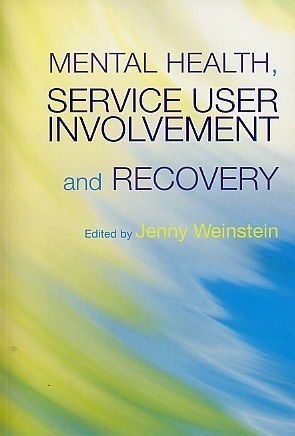 MENTAL HEALTH,
SERVICE USER
INVOLVEMENT
and RECOVERY
Edited by Jenny Weinstein